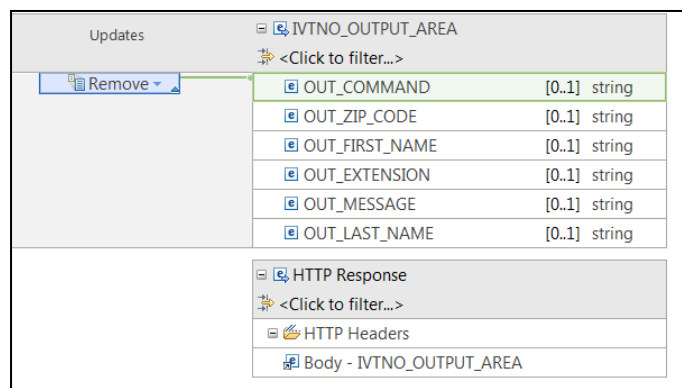 Updates
IVTNO_OUTPUT_AREA
<Click to filter...>
Remove
OUT_COMMAND [0..1] string
OUT_ZIP_CODE [0..1] string
OUT_FIRST_NAME [0..1] string
OUT_EXTENSION [0..1] string
OUT_MESSAGE [0..1] string
OUT_LAST_NAME [0..1] string
HTTP Response
<Click to filter...>
HTTP Headers
Body - IVTNO_OUTPUT_AREA